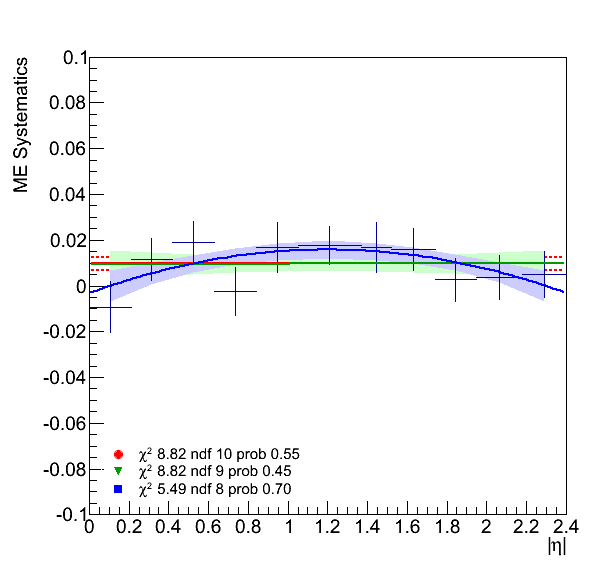 ME Systematics
0.1
0.08
0.06
0.04
0.02
0
-0.02
-0.04
-0.06
-0.08
-0.1
χ² 8.82 ndf 10 prob 0.55
χ² 8.82 ndf 9 prob 0.45
χ² 5.49 ndf 8 prob 0.70
0 0.2 0.4 0.6 0.8 1 1.2 1.4 1.6 1.8 2 2.2 2.4
|η|